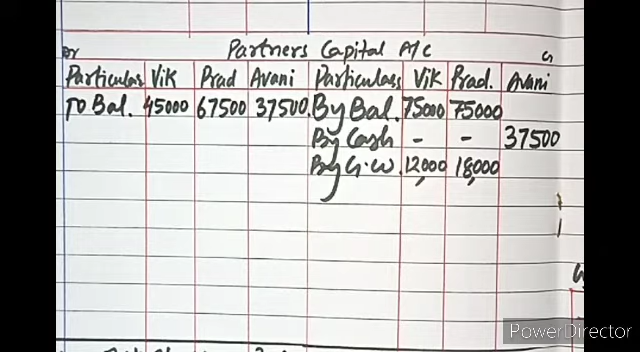 Dr Partners Capital A/C Cr
Particulars Vik Prad Avani Particulars Vik Prad. Avani
To Bal. 45000 67500 37500 By Bal. 75000 75000
By Cash - - 37500
By G.W. 12,000 18,000
PowerDirector